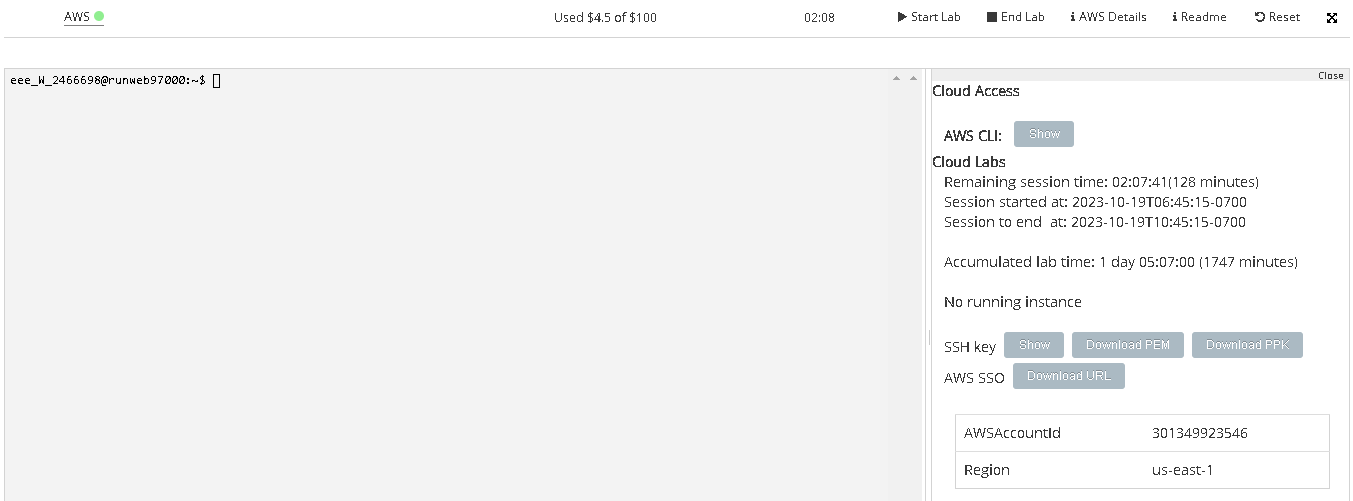 AWS Used $4.5 of $100 02:08 Start Lab End Lab AWS Details Readme Reset
eee_W_2466698@runweb97000:~$
Close
Cloud Access
AWS CLI: Show
Cloud Labs
Remaining session time: 02:07:41(128 minutes)
Session started at: 2023-10-19T06:45:15-0700
Session to end  at: 2023-10-19T10:45:15-0700
Accumulated lab time: 1 day 05:07:00 (1747 minutes)
No running instance
SSH key Show Download PEM Download PPK
AWS SSO Download URL
AWSAccountId 301349923546
Region us-east-1